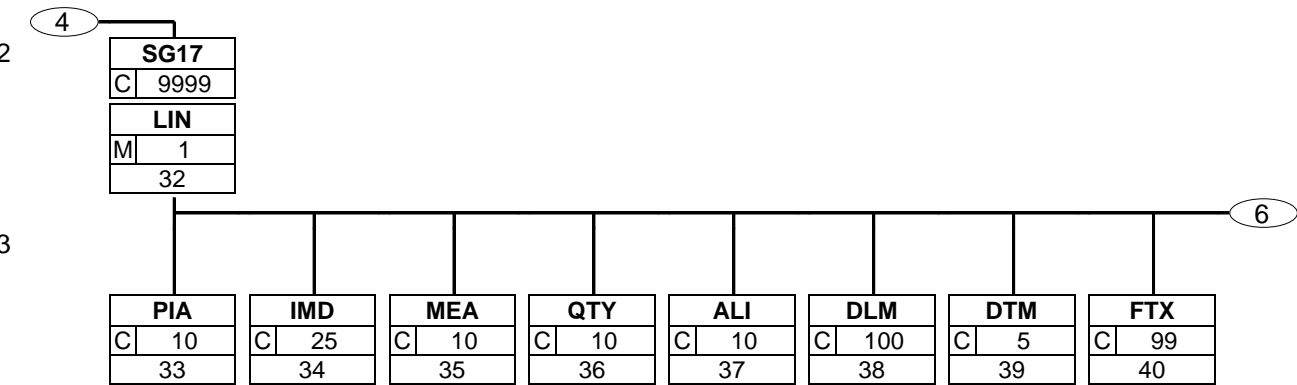 4
2
SG17
C 9999
LIN
M 1
32
6
3
PIA IMD MEA QTY ALI DLM DTM FTX
C 10 C 25 C 10 C 10 C 10 C 100 C 5 C 99
33 34 35 36 37 38 39 40